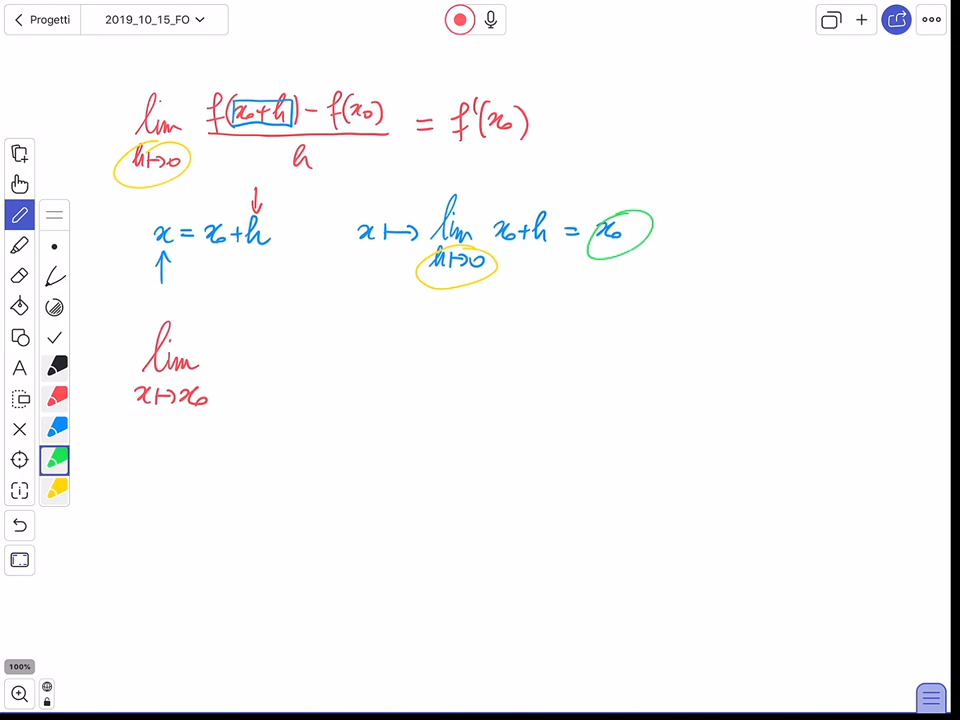 Progetti 2019_10_15_FO
lim f(x₀+h) - f(x₀) = f'(x₀)
h↦0 h
x = x₀+h x ↦ lim x₀+h = x₀
h↦0
lim
x↦x₀
A
100%